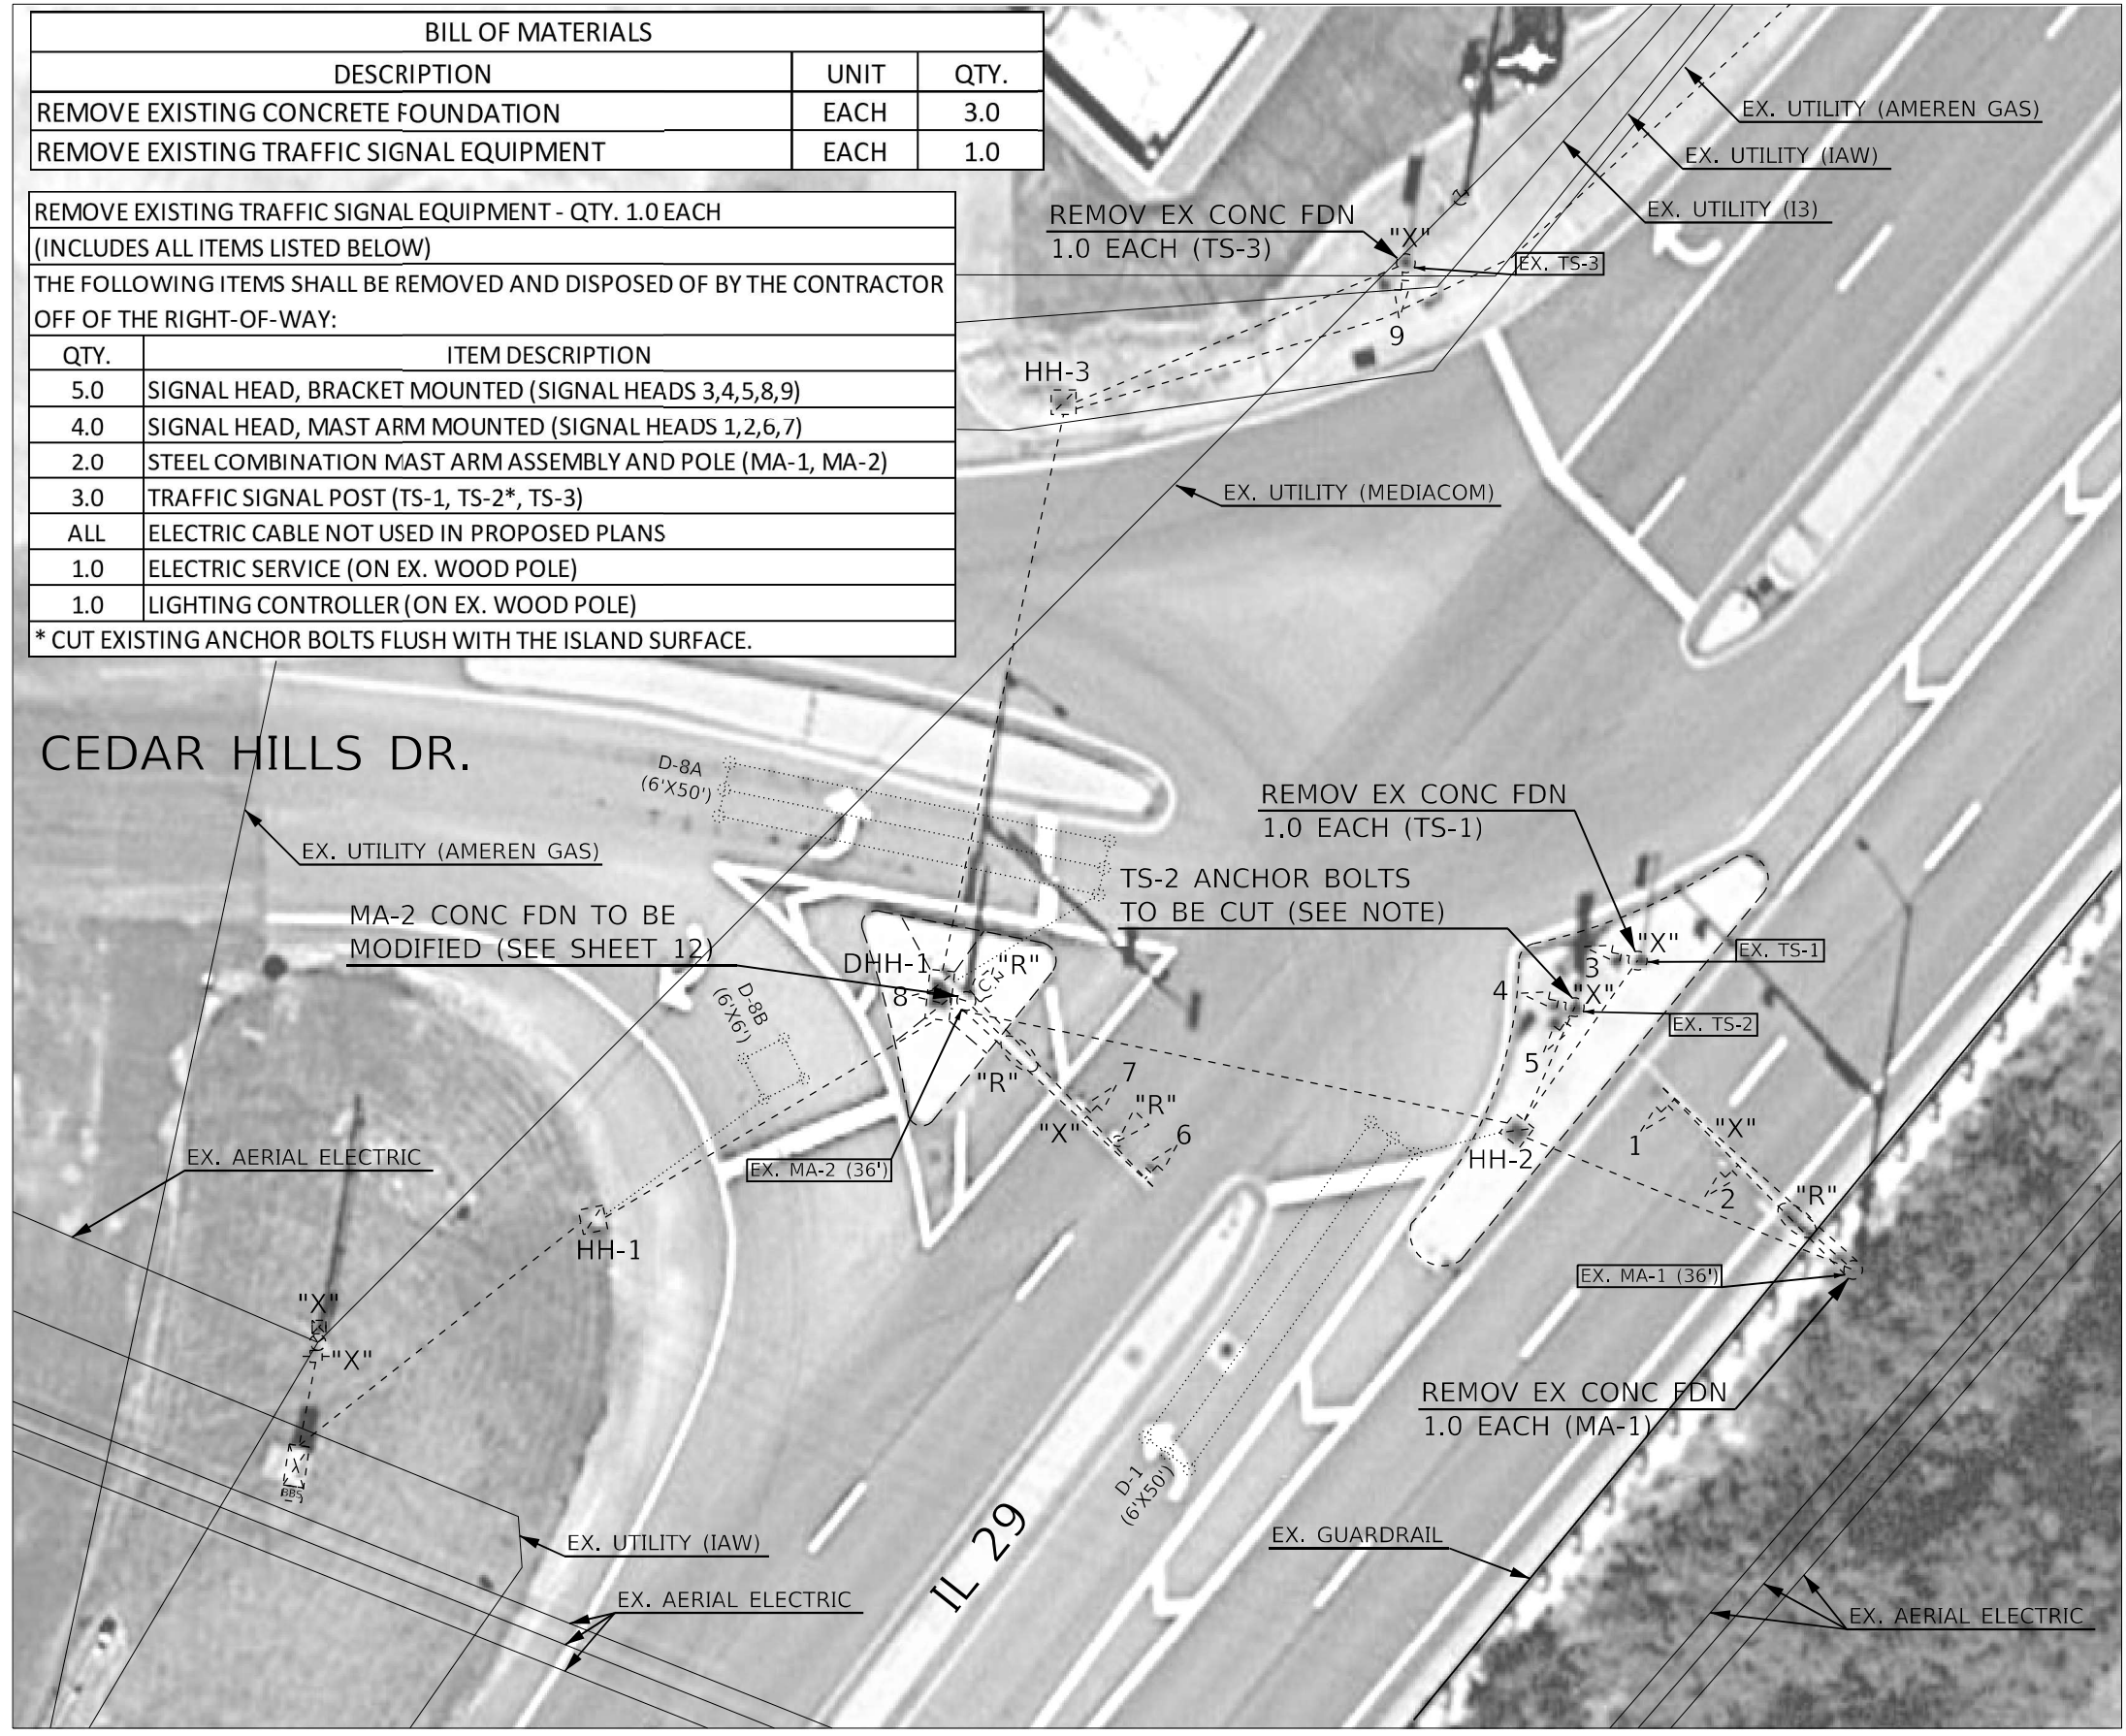 BILL OF MATERIALS
DESCRIPTION UNIT QTY.
REMOVE EXISTING CONCRETE FOUNDATION EACH 3.0
REMOVE EXISTING TRAFFIC SIGNAL EQUIPMENT EACH 1.0
REMOVE EXISTING TRAFFIC SIGNAL EQUIPMENT - QTY. 1.0 EACH
(INCLUDES ALL ITEMS LISTED BELOW)
THE FOLLOWING ITEMS SHALL BE REMOVED AND DISPOSED OF BY THE CONTRACTOR
OFF OF THE RIGHT-OF-WAY:
QTY. ITEM DESCRIPTION
5.0 SIGNAL HEAD, BRACKET MOUNTED (SIGNAL HEADS 3,4,5,8,9)
4.0 SIGNAL HEAD, MAST ARM MOUNTED (SIGNAL HEADS 1,2,6,7)
2.0 STEEL COMBINATION MAST ARM ASSEMBLY AND POLE (MA-1, MA-2)
3.0 TRAFFIC SIGNAL POST (TS-1, TS-2*, TS-3)
ALL ELECTRIC CABLE NOT USED IN PROPOSED PLANS
1.0 ELECTRIC SERVICE (ON EX. WOOD POLE)
1.0 LIGHTING CONTROLLER (ON EX. WOOD POLE)
* CUT EXISTING ANCHOR BOLTS FLUSH WITH THE ISLAND SURFACE.
EX. UTILITY (AMEREN GAS)
EX. UTILITY (IAW)
EX. UTILITY (I3)
REMOV EX CONC FDN
1.0 EACH (TS-3)
"X"
EX. TS-3
9
HH-3
EX. UTILITY (MEDIACOM)
CEDAR HILLS DR.
D-8A
(6'X50')
EX. UTILITY (AMEREN GAS)
REMOV EX CONC FDN
1.0 EACH (TS-1)
TS-2 ANCHOR BOLTS
TO BE CUT (SEE NOTE)
MA-2 CONC FDN TO BE
MODIFIED (SEE SHEET 12)
DHH-1
"R"
8
D-8B
(6'X6')
"X"
EX. TS-1
3
4
"X"
EX. TS-2
5
"R"
7
"R"
"X"
6
EX. MA-2 (36')
HH-2
1
"X"
2
"R"
EX. AERIAL ELECTRIC
HH-1
EX. MA-1 (36')
"X"
"X"
REMOV EX CONC FDN
1.0 EACH (MA-1)
BBS
D-1
(6'X50')
IL 29
EX. UTILITY (IAW)
EX. GUARDRAIL
EX. AERIAL ELECTRIC
EX. AERIAL ELECTRIC